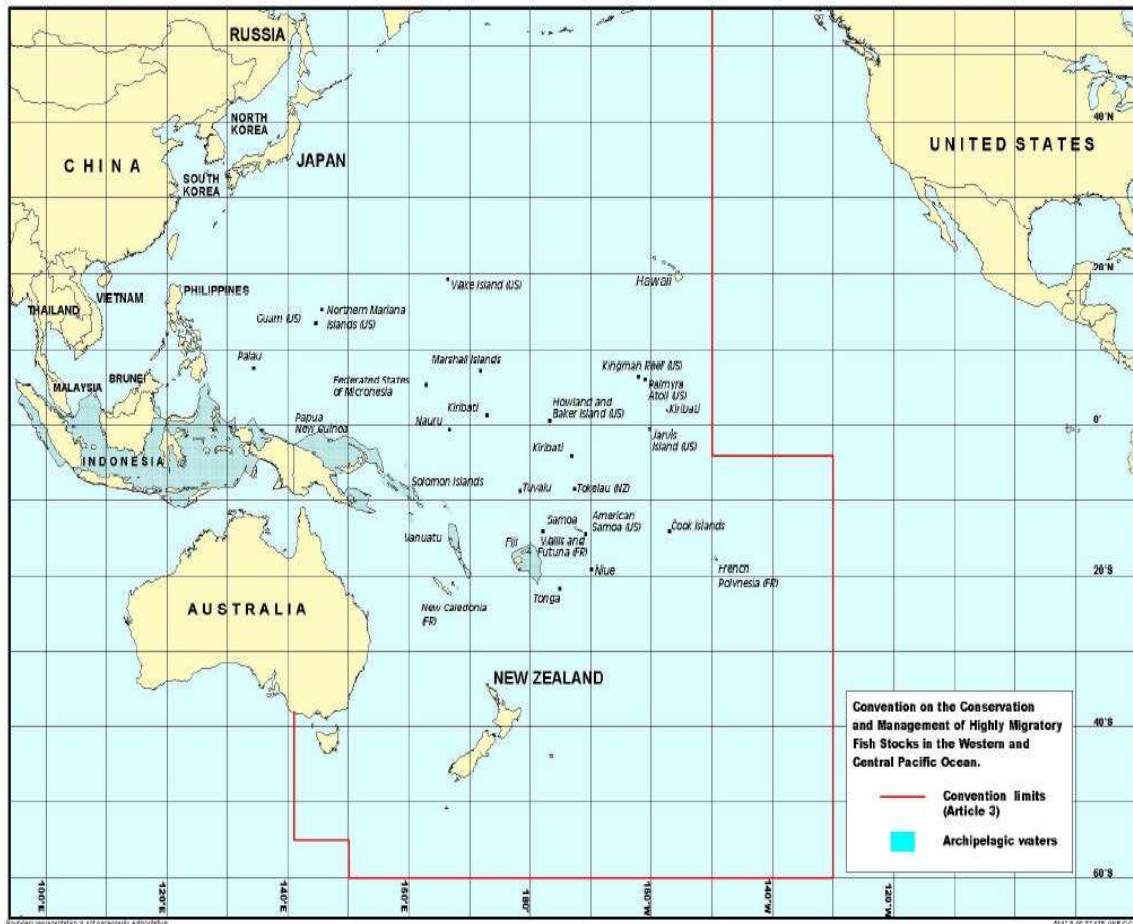 RUSSIA
NORTH
KOREA
CHINA
JAPAN
SOUTH
KOREA
UNITED STATES
40°N
20°N
Wake Island (US)
Hawaii
PHILIPPINES
VIETNAM
THAILAND
Guam (US)
Northern Mariana
Islands (US)
Palau
Marshall Islands
Kingman Reef (US)
Palmyra
Atoll (US)
Kiribati
MALAYSIA
BRUNEI
Federated States
of Micronesia
Kiribati
Howland and
Baker Island (US)
Nauru
Papua
New Guinea
0°
Jarvis
Island (US)
Kiribati
INDONESIA
Solomon Islands
Tuvalu
Tokelau (NZ)
Samoa
American
Samoa (US)
Cook Islands
Vanuatu
Fiji
Wallis and
Futuna (FR)
Niue
French
Polynesia (FR)
20°S
Tonga
New Caledonia
(FR)
AUSTRALIA
NEW ZEALAND
40°S
Convention on the Conservation
and Management of Highly Migratory
Fish Stocks in the Western and
Central Pacific Ocean.
Convention limits
(Article 3)
Archipelagic waters
60°S
100°E
120°E
140°E
160°E
180°
160°W
140°W
120°W